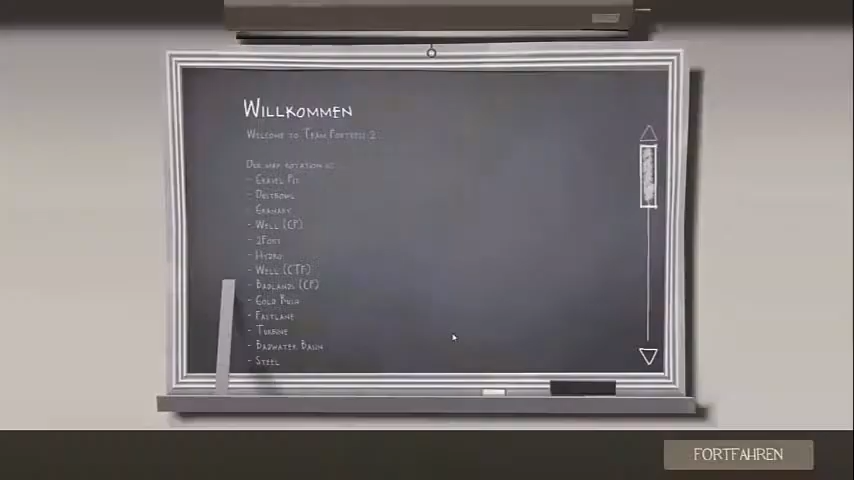 WILLKOMMEN
WELCOME TO TEAM FORTRESS 2
OUR MAP ROTATION IS:
- GRAVEL PIT
- DUSTBOWL
- GRANARY
- WELL (CP)
- 2FORT
- HYDRO
- WELL (CTF)
- BADLANDS (CP)
- GOLD RUSH
- FASTLANE
- TURBINE
- BADWATER BASIN
- STEEL
FORTFAHREN